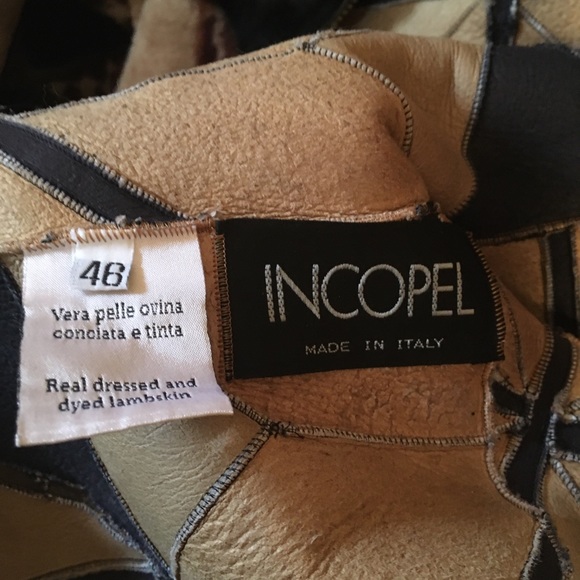 46
Vera pelle ovina
conciata e tinta
Real dressed and
dyed lambskin
INCOPEL
MADE IN ITALY